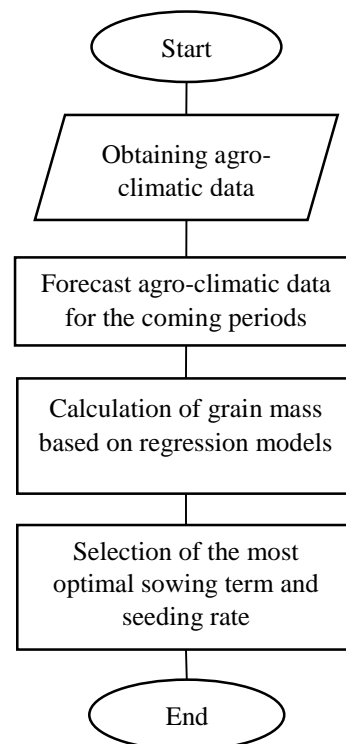 Start
Obtaining agro-
climatic data
Forecast agro-climatic data
for the coming periods
Calculation of grain mass
based on regression models
Selection of the most
optimal sowing term and
seeding rate
End